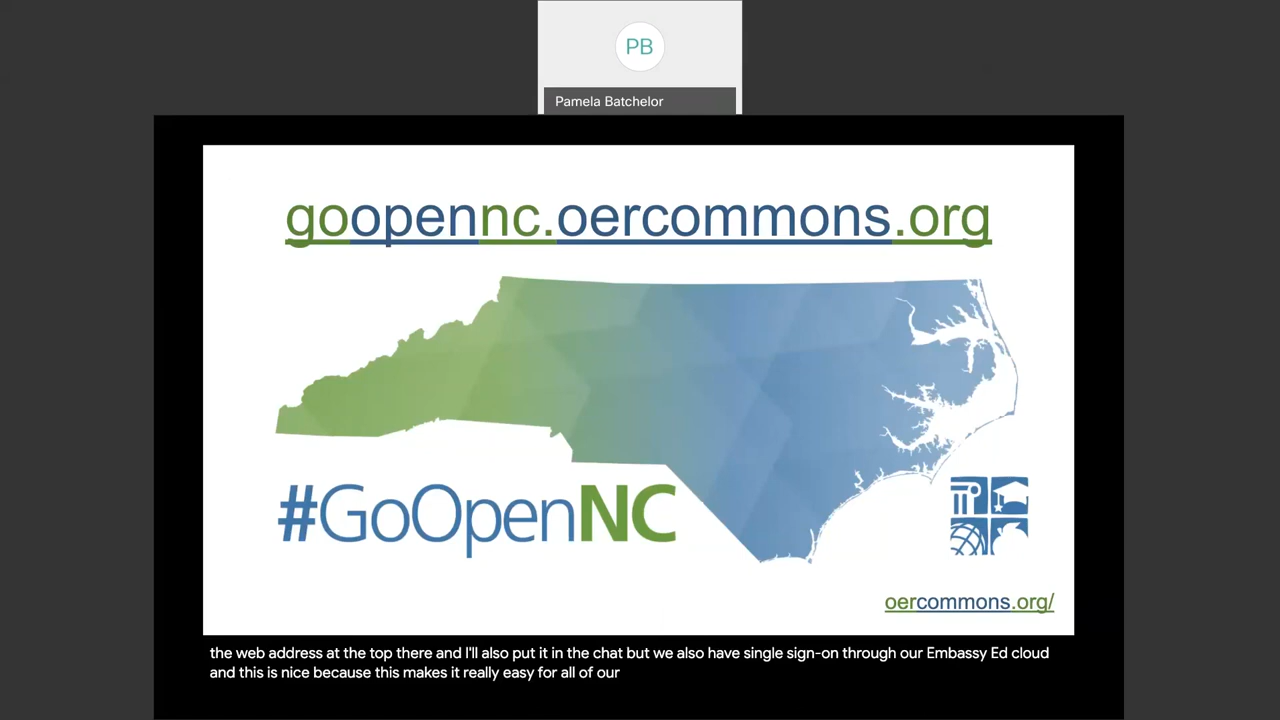 PB
Pamela Batchelor
goopennc.oercommons.org
#GoOpenNC
oercommons.org/
the web address at the top there and I'll also put it in the chat but we also have single sign-on through our Embassy Ed cloud
and this is nice because this makes it really easy for all of our